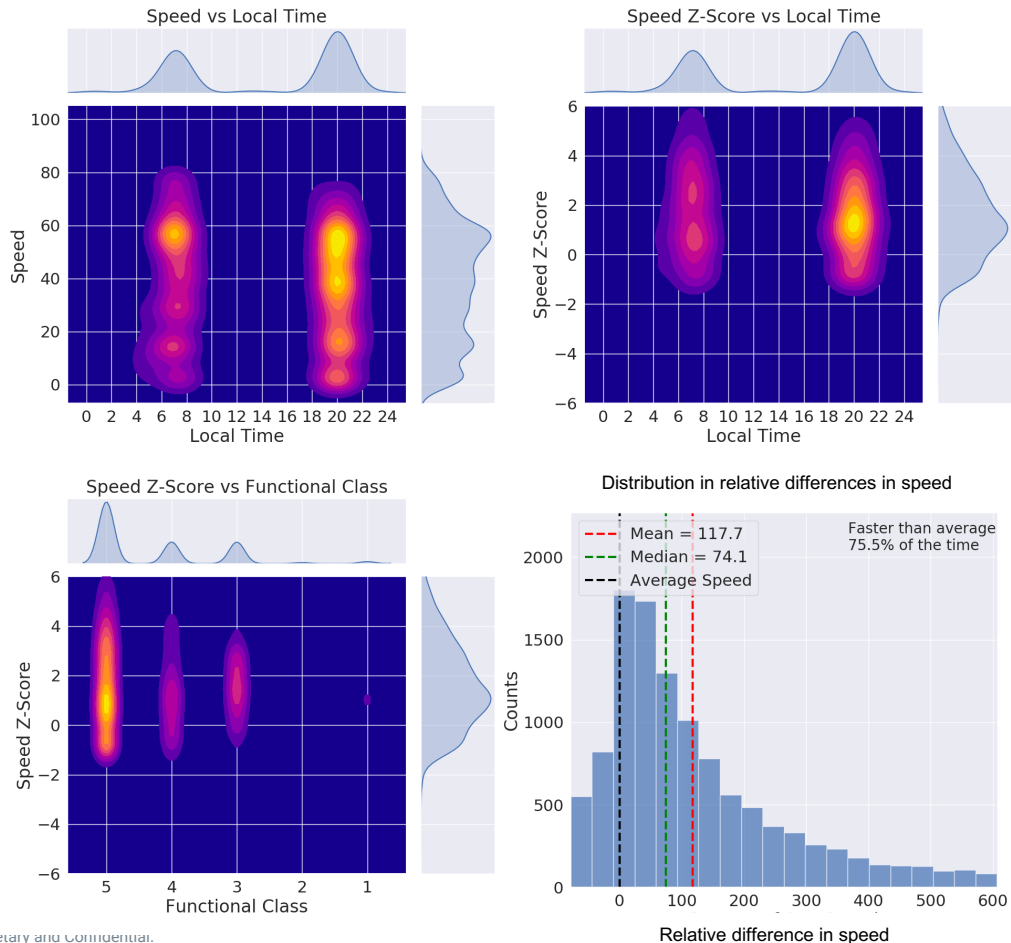 Speed vs Local Time
Speed
100
80
60
40
20
0
0 2 4 6 8 10 12 14 16 18 20 22 24
Local Time
Speed Z-Score vs Local Time
Speed Z-Score
6
4
2
0
−2
−4
−6
0 2 4 6 8 10 12 14 16 18 20 22 24
Local Time
Speed Z-Score vs Functional Class
Speed Z-Score
6
4
2
0
−2
−4
−6
5 4 3 2 1
Functional Class
Distribution in relative differences in speed
Mean = 117.7
Median = 74.1
Average Speed
Faster than average
75.5% of the time
Counts
2000
1500
1000
500
0
0 100 200 300 400 500 600
Relative difference in speed
etary and Confidential.